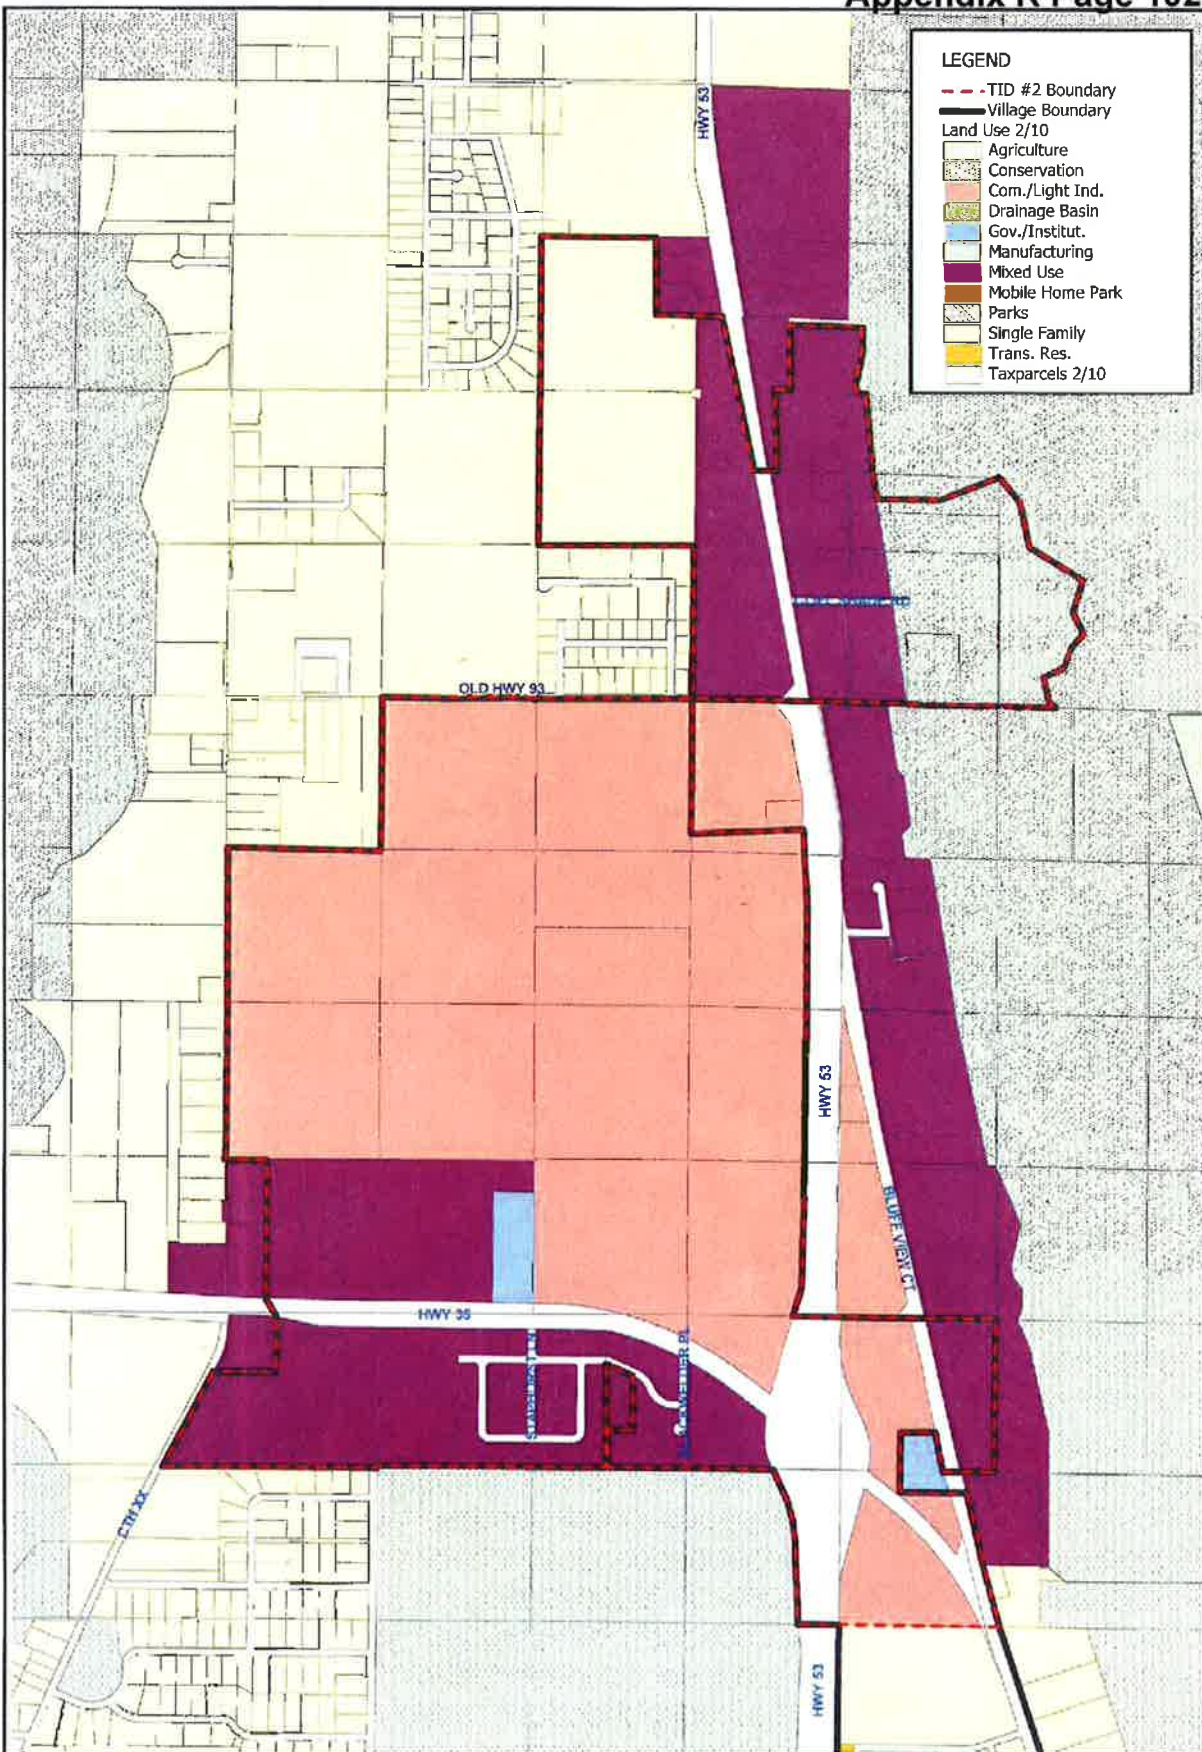 Appendix R Page 102
LEGEND
TID #2 Boundary
Village Boundary
Land Use 2/10
Agriculture
Conservation
Com./Light Ind.
Drainage Basin
Gov./Institut.
Manufacturing
Mixed Use
Mobile Home Park
Parks
Single Family
Trans. Res.
Taxparcels 2/10
HWY 53
OLD HWY 93
HWY 53
BLUFF VIEW CT
HWY 35
CTH XX
HWY 53